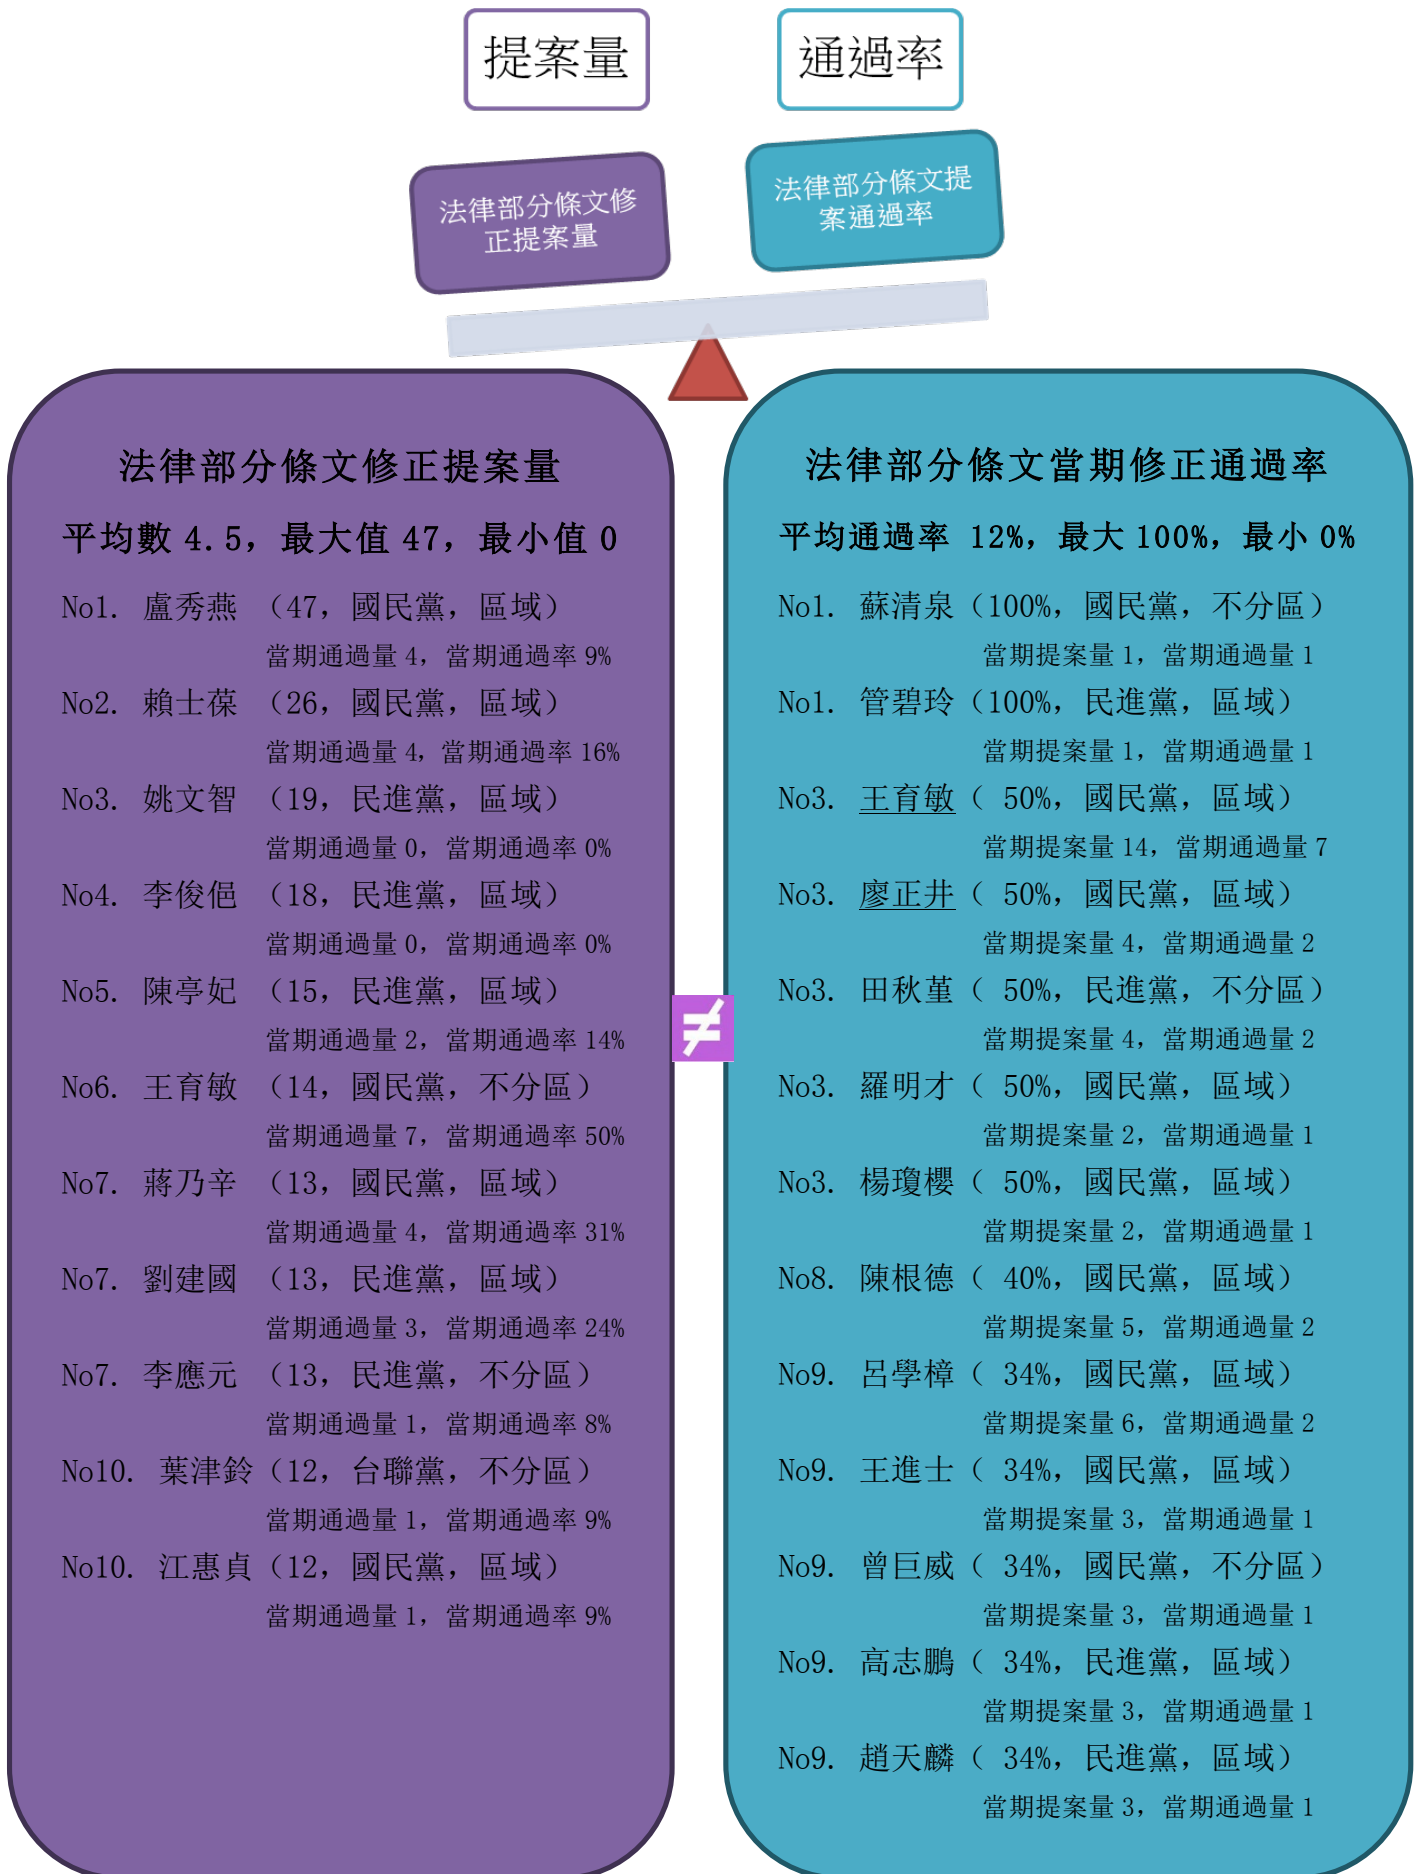 提案量
通過率
法律部分條文修
正提案量
法律部分條文提
案通過率
法律部分條文修正提案量
平均數 4.5，最大值 47，最小值 0
No1. 盧秀燕 （47，國民黨，區域）
當期通過量 4，當期通過率 9%
No2. 賴士葆 （26，國民黨，區域）
當期通過量 4，當期通過率 16%
No3. 姚文智 （19，民進黨，區域）
當期通過量 0，當期通過率 0%
No4. 李俊俋 （18，民進黨，區域）
當期通過量 0，當期通過率 0%
No5. 陳亭妃 （15，民進黨，區域）
當期通過量 2，當期通過率 14%
No6. 王育敏 （14，國民黨，不分區）
當期通過量 7，當期通過率 50%
No7. 蔣乃辛 （13，國民黨，區域）
當期通過量 4，當期通過率 31%
No7. 劉建國 （13，民進黨，區域）
當期通過量 3，當期通過率 24%
No7. 李應元 （13，民進黨，不分區）
當期通過量 1，當期通過率 8%
No10. 葉津鈴（12，台聯黨，不分區）
當期通過量 1，當期通過率 9%
No10. 江惠貞（12，國民黨，區域）
當期通過量 1，當期通過率 9%
≠
法律部分條文當期修正通過率
平均通過率 12%，最大 100%，最小 0%
No1. 蘇清泉（100%，國民黨，不分區）
當期提案量 1，當期通過量 1
No1. 管碧玲（100%，民進黨，區域）
當期提案量 1，當期通過量 1
No3. 王育敏（ 50%，國民黨，區域）
當期提案量 14，當期通過量 7
No3. 廖正井（ 50%，國民黨，區域）
當期提案量 4，當期通過量 2
No3. 田秋堇（ 50%，民進黨，不分區）
當期提案量 4，當期通過量 2
No3. 羅明才（ 50%，國民黨，區域）
當期提案量 2，當期通過量 1
No3. 楊瓊櫻（ 50%，國民黨，區域）
當期提案量 2，當期通過量 1
No8. 陳根德（ 40%，國民黨，區域）
當期提案量 5，當期通過量 2
No9. 呂學樟（ 34%，國民黨，區域）
當期提案量 6，當期通過量 2
No9. 王進士（ 34%，國民黨，區域）
當期提案量 3，當期通過量 1
No9. 曾巨威（ 34%，國民黨，不分區）
當期提案量 3，當期通過量 1
No9. 高志鵬（ 34%，民進黨，區域）
當期提案量 3，當期通過量 1
No9. 趙天麟（ 34%，民進黨，區域）
當期提案量 3，當期通過量 1